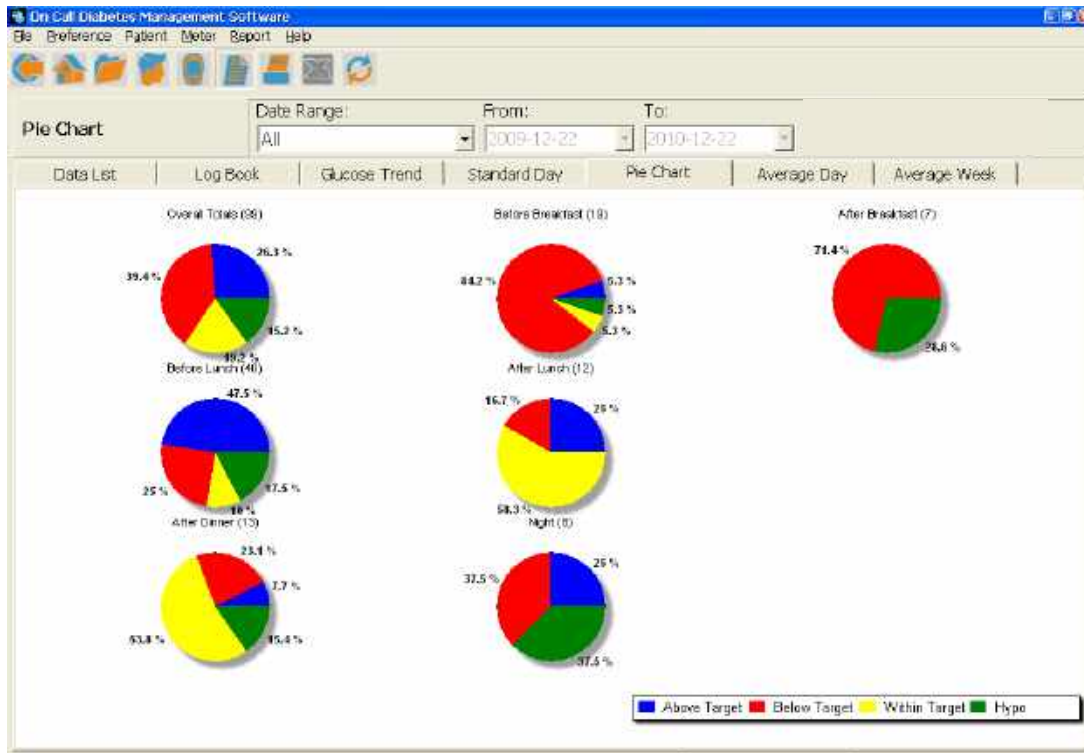 On Call Diabetes Management Software
File Preference Patient Meter Report Help
Pie Chart
Date Range:
From:
To:
All
2009-12-22
2010-12-22
Data List
Log Book
Glucose Trend
Standard Day
Pie Chart
Average Day
Average Week
Overall Totals (99)
26.3 %
39.4 %
15.2 %
19.2 %
Before Breakfast (19)
84.2 %
5.3 %
5.3 %
5.3 %
After Breakfast (7)
71.4 %
28.6 %
Before Lunch (40)
47.5 %
25 %
17.5 %
10 %
After Lunch (12)
16.7 %
25 %
58.3 %
After Dinner (13)
23.1 %
7.7 %
53.8 %
15.4 %
Night (8)
25 %
37.5 %
37.5 %
Above Target
Below Target
Within Target
Hypo